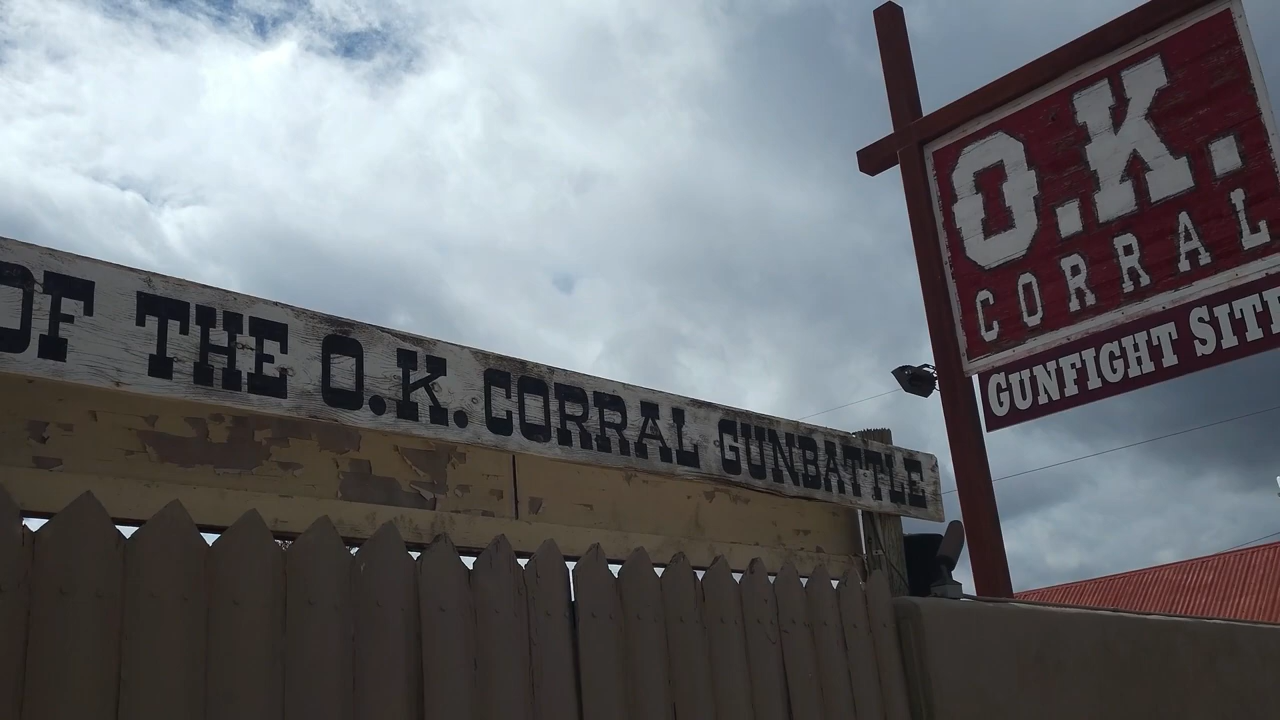 OF THE O.K. CORRAL GUNBATTLE
O.K.
CORRAL
GUNFIGHT SITE